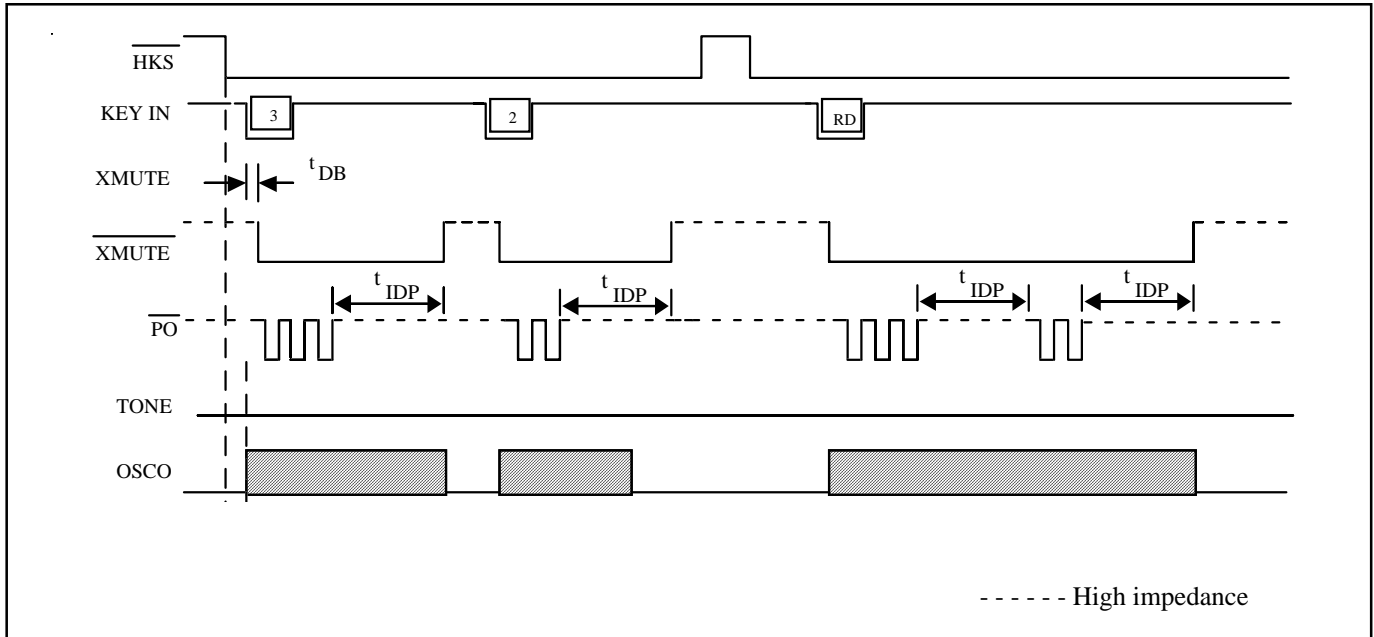 HKS
KEY IN 3 2 RD
XMUTE t DB
XMUTE
t IDP t IDP t IDP t IDP
PO
TONE
OSCO
- - - - - - High impedance